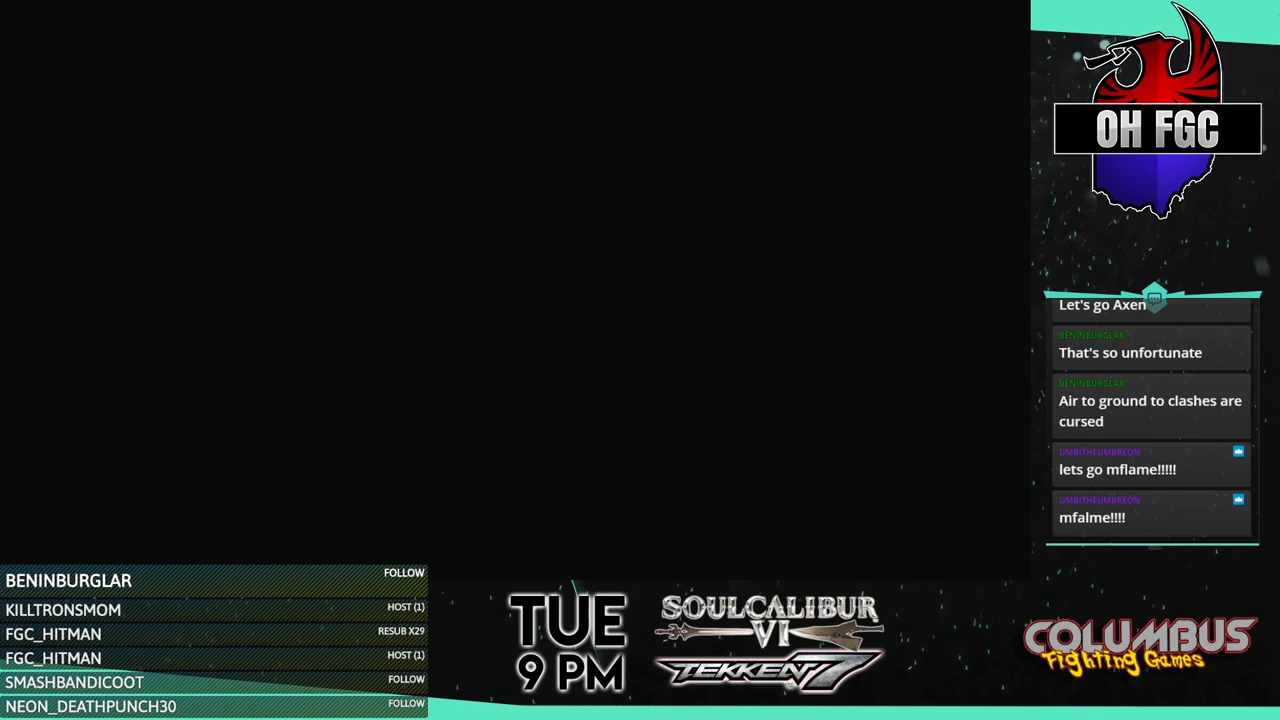 OH FGC
Let's go Axen
BENINBURGLAR
That's so unfortunate
BENINBURGLAR
Air to ground to clashes are
cursed
UMBITHEUMBREON
lets go mflame!!!!!
UMBITHEUMBREON
mfalme!!!!
BENINBURGLAR FOLLOW
KILLTRONSMOM HOST (1)
FGC_HITMAN RESUB X29
FGC_HITMAN HOST (1)
SMASHBANDICOOT FOLLOW
NEON_DEATHPUNCH30 FOLLOW
TUE
9 PM
SOULCALIBUR
VI
TEKKEN 7
COLUMBUS
Fighting Games